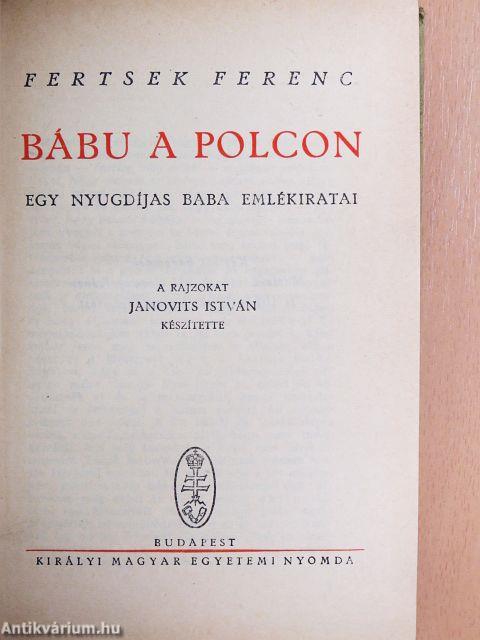 FERTSEK FERENC
BÁBU A POLCON
EGY NYUGDÍJAS BABA EMLÉKIRATAI
A RAJZOKAT
JANOVITS ISTVÁN
KÉSZÍTETTE
BUDAPEST
KIRÁLYI MAGYAR EGYETEMI NYOMDA
Antikvárium.hu